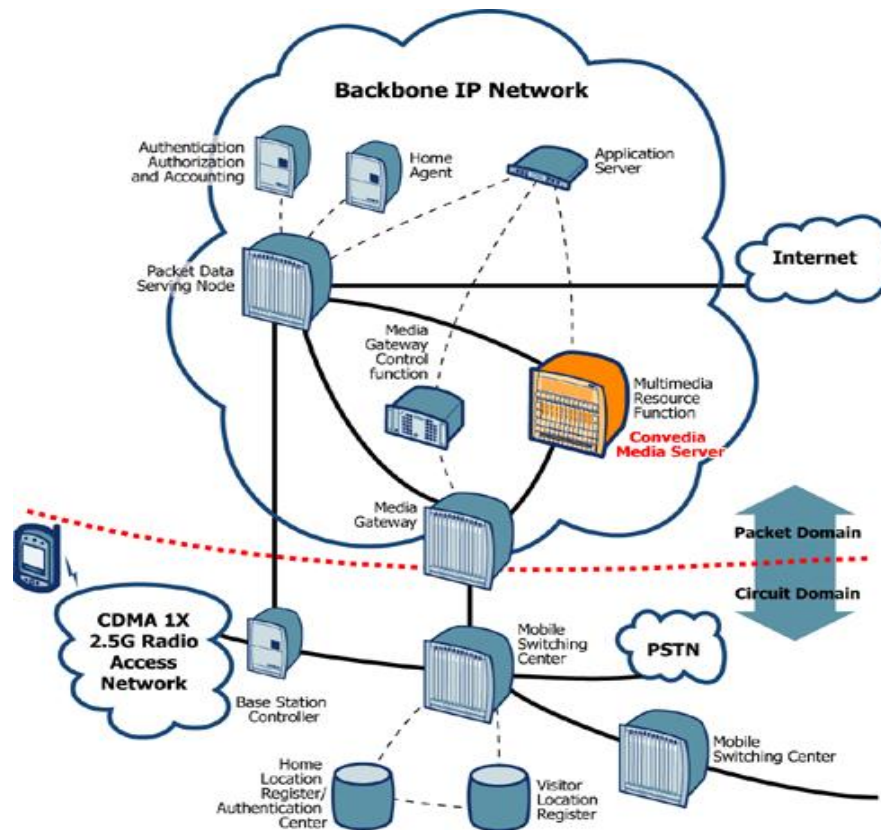 Backbone IP Network
Authentication
Authorization
and Accounting
Home
Agent
Application
Server
Packet Data
Serving Node
Internet
Media
Gateway
Control
function
Multimedia
Resource
Function
Convedia
Media Server
Media
Gateway
Packet Domain
Circuit Domain
CDMA 1X
2.5G Radio
Access
Network
Base Station
Controller
Mobile
Switching
Center
PSTN
Mobile
Switching Center
Home
Location
Register/
Authentication
Center
Visitor
Location
Register